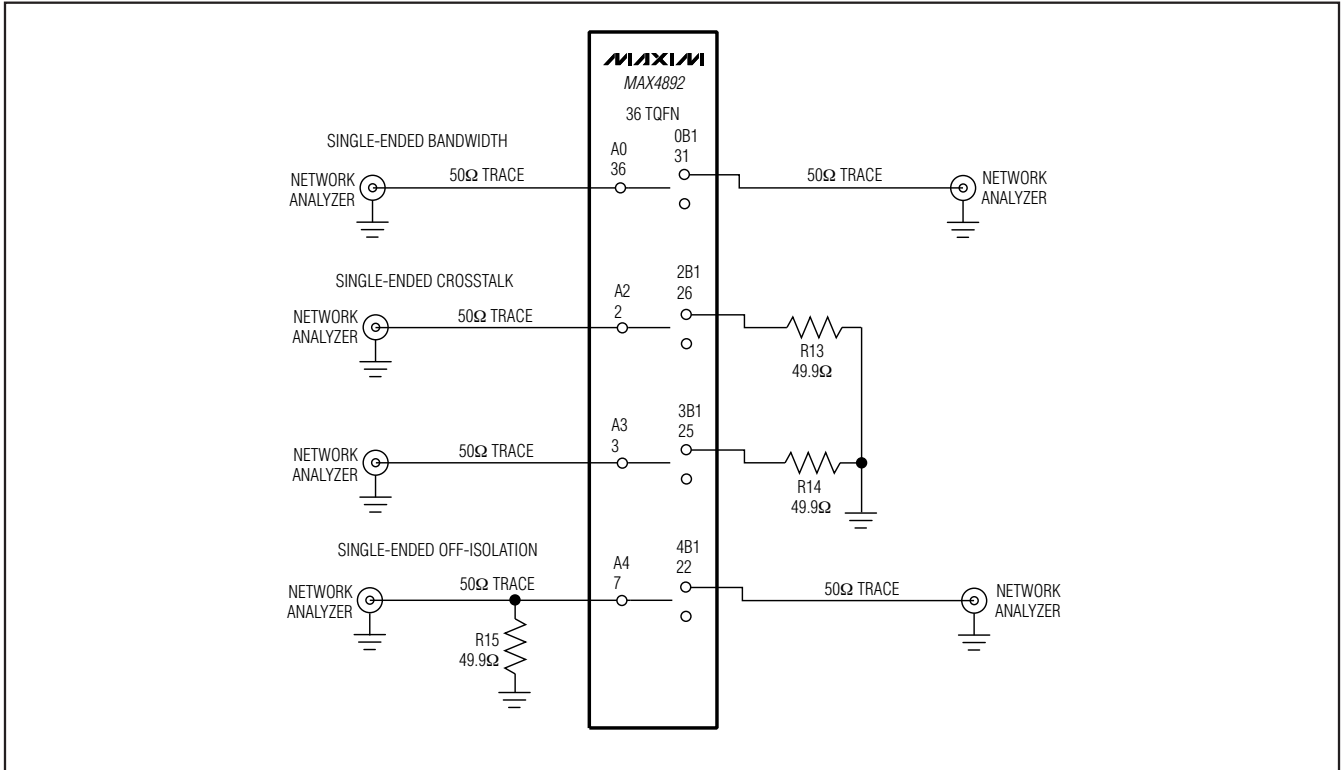 MAXIM
MAX4892
36 TQFN
SINGLE-ENDED BANDWIDTH
NETWORK
ANALYZER
50Ω TRACE
A0
36
0B1
31
50Ω TRACE
NETWORK
ANALYZER
SINGLE-ENDED CROSSTALK
NETWORK
ANALYZER
50Ω TRACE
A2
2
2B1
26
R13
49.9Ω
NETWORK
ANALYZER
50Ω TRACE
A3
3
3B1
25
R14
49.9Ω
SINGLE-ENDED OFF-ISOLATION
NETWORK
ANALYZER
50Ω TRACE
R15
49.9Ω
A4
7
4B1
22
50Ω TRACE
NETWORK
ANALYZER